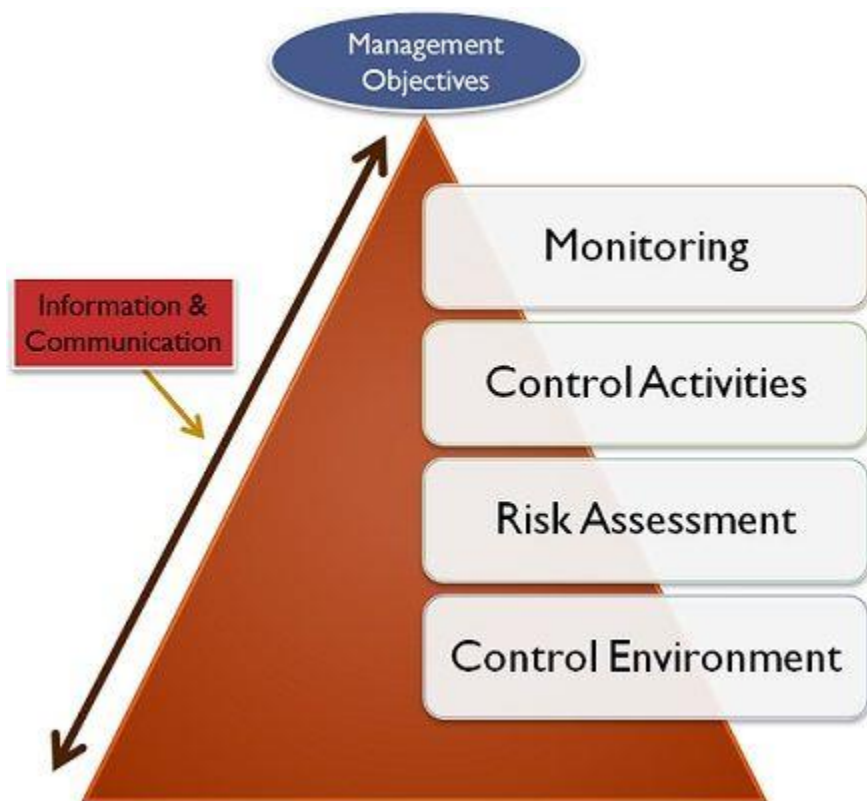 Management
Objectives
Monitoring
Information &
Communication
Control Activities
Risk Assessment
Control Environment